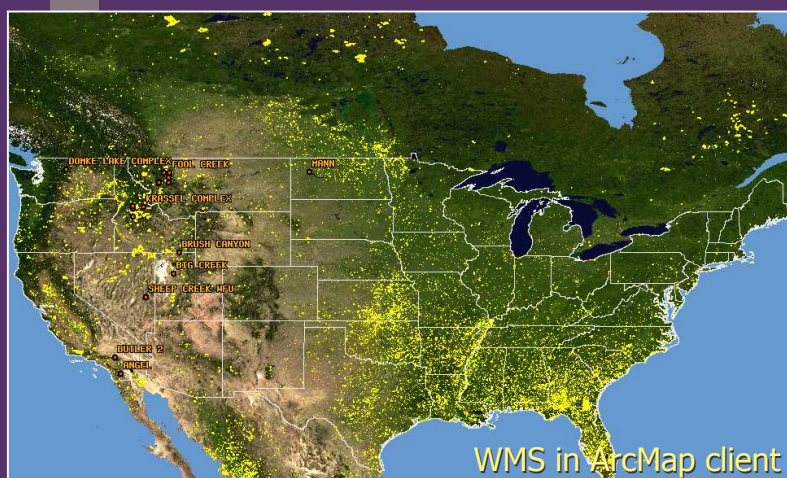 DOMKE LAKE COMPLEX
FOOL CREEK
MANN
KRASSEL COMPLEX
BRUSH CANYON
BIG CREEK
SHEEP CREEK WFU
BUTLER 2
ANGEL
WMS in ArcMap client